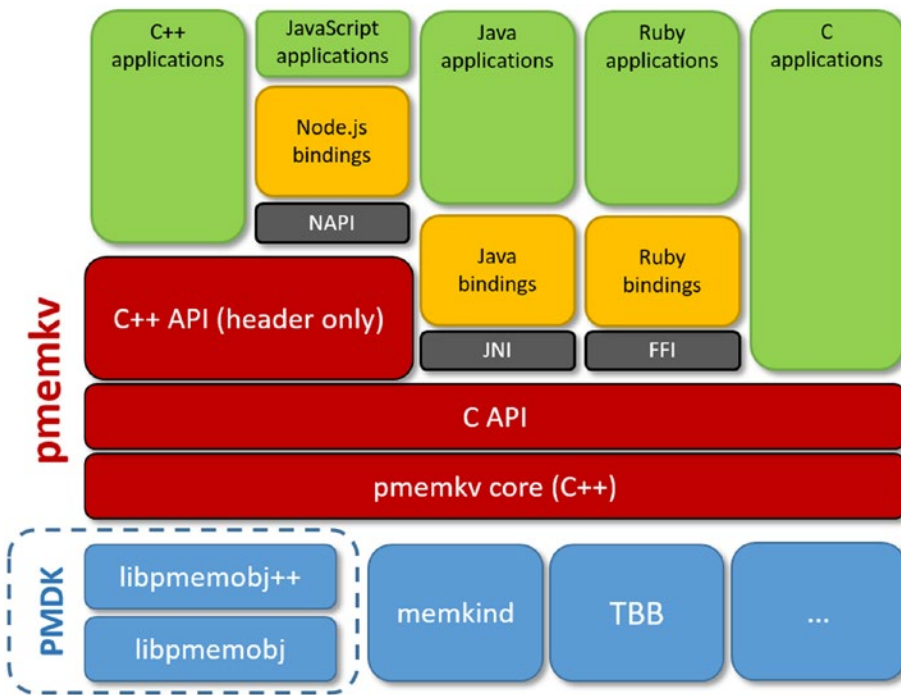 C++
applications
JavaScript
applications
Java
applications
Ruby
applications
C
applications
Node.js
bindings
NAPI
Java
bindings
Ruby
bindings
JNI
FFI
pmemkv
C++ API (header only)
C API
pmemkv core (C++)
PMDK
libpmemobj++
libpmemobj
memkind
TBB
...